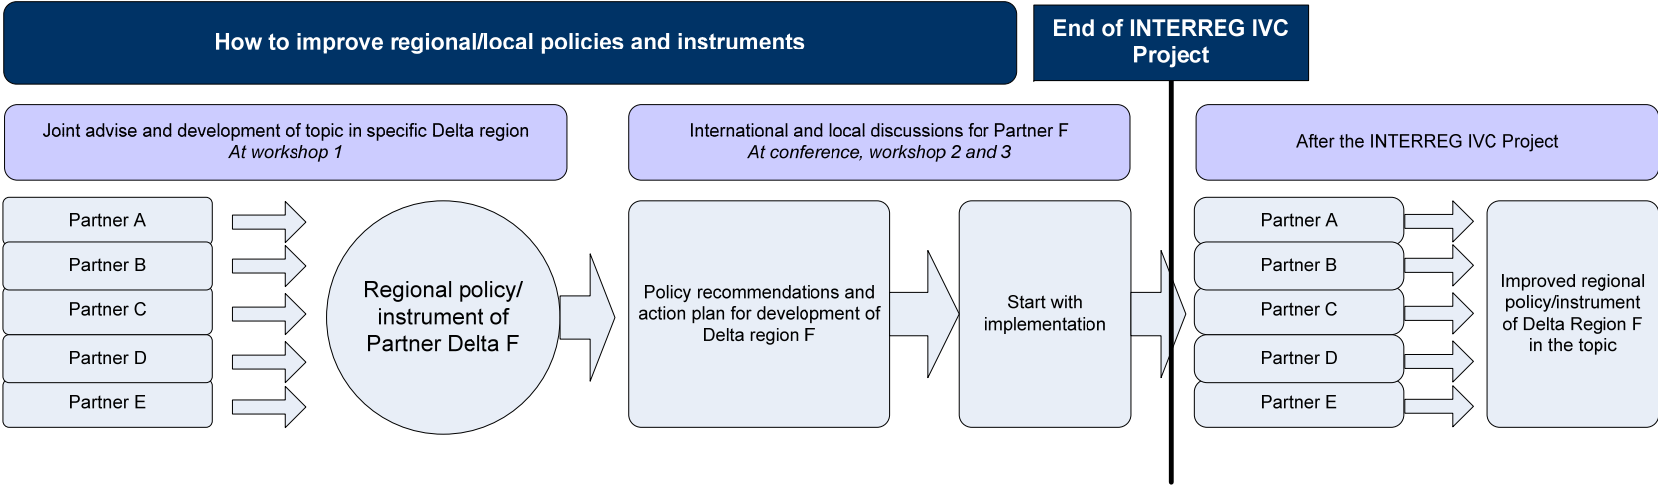 How to improve regional/local policies and instruments
End of INTERREG IVC
Project
Joint advise and development of topic in specific Delta region
At workshop 1
International and local discussions for Partner F
At conference, workshop 2 and 3
After the INTERREG IVC Project
Partner A
Partner B
Partner C
Partner D
Partner E
Regional policy/
instrument of
Partner Delta F
Policy recommendations and
action plan for development of
Delta region F
Start with
implementation
Partner A
Partner B
Partner C
Partner D
Partner E
Improved regional
policy/instrument
of Delta Region F
in the topic